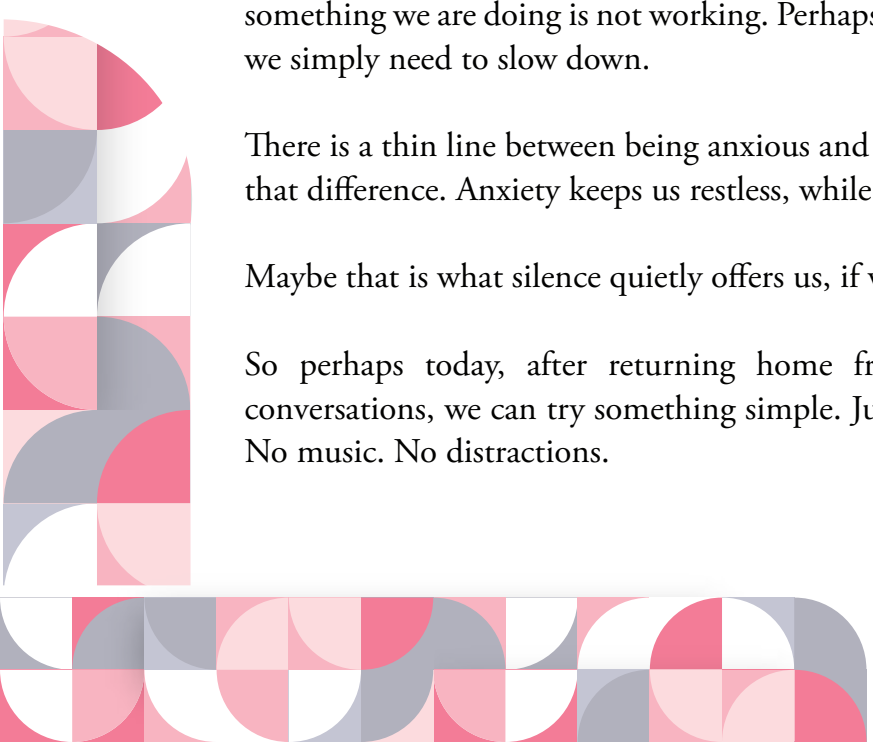 something we are doing is not working. Perhaps
we simply need to slow down.
There is a thin line between being anxious and
that difference. Anxiety keeps us restless, while
Maybe that is what silence quietly offers us, if
So perhaps today, after returning home
conversations, we can try something simple.
No music. No distractions.